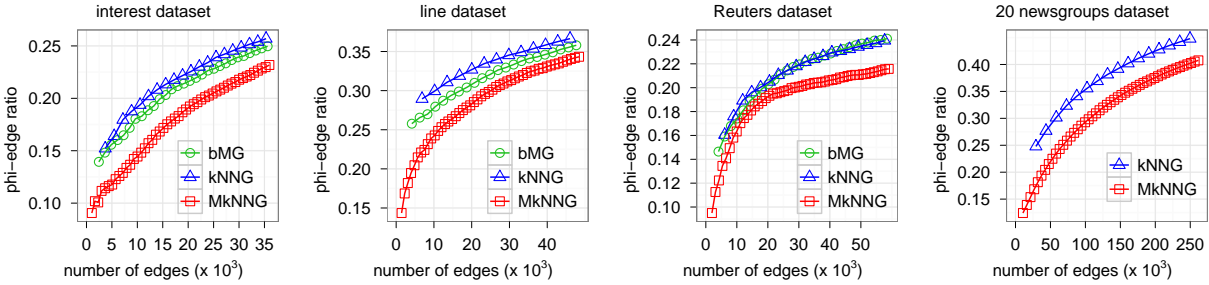 interest dataset
phi−edge ratio
0.25
0.20
0.15
0.10
bMG
kNNG
MkNNG
0 5 10 15 20 25 30 35
number of edges (x 10³)
line dataset
phi−edge ratio
0.35
0.30
0.25
0.20
0.15
bMG
kNNG
MkNNG
0 10 20 30 40
number of edges (x 10³)
Reuters dataset
phi−edge ratio
0.24
0.22
0.20
0.18
0.16
0.14
0.12
0.10
bMG
kNNG
MkNNG
0 10 20 30 40 50
number of edges (x 10³)
20 newsgroups dataset
phi−edge ratio
0.40
0.35
0.30
0.25
0.20
0.15
kNNG
MkNNG
0 50 100 150 200 250
number of edges (x 10³)